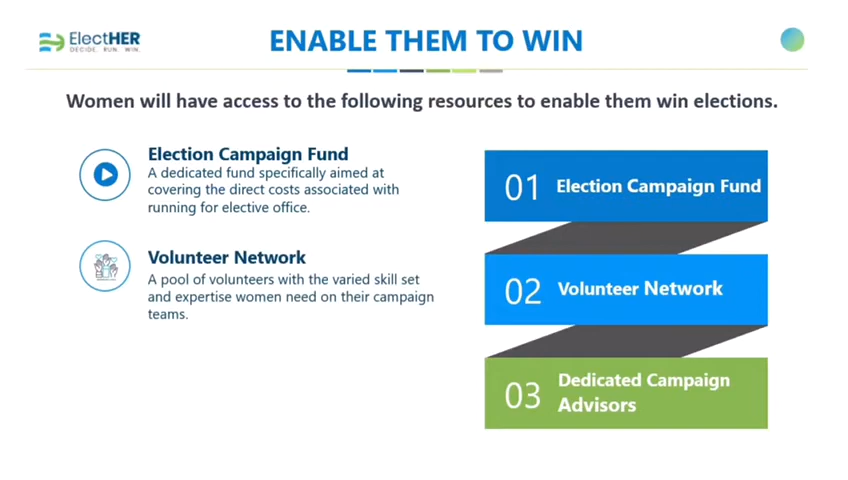 ElectHER
DECIDE. RUN. WIN.
ENABLE THEM TO WIN
Women will have access to the following resources to enable them win elections.
Election Campaign Fund
A dedicated fund specifically aimed at
covering the direct costs associated with
running for elective office.
Volunteer Network
A pool of volunteers with the varied skill set
and expertise women need on their campaign
teams.
01 Election Campaign Fund
02 Volunteer Network
03 Dedicated Campaign
Advisors